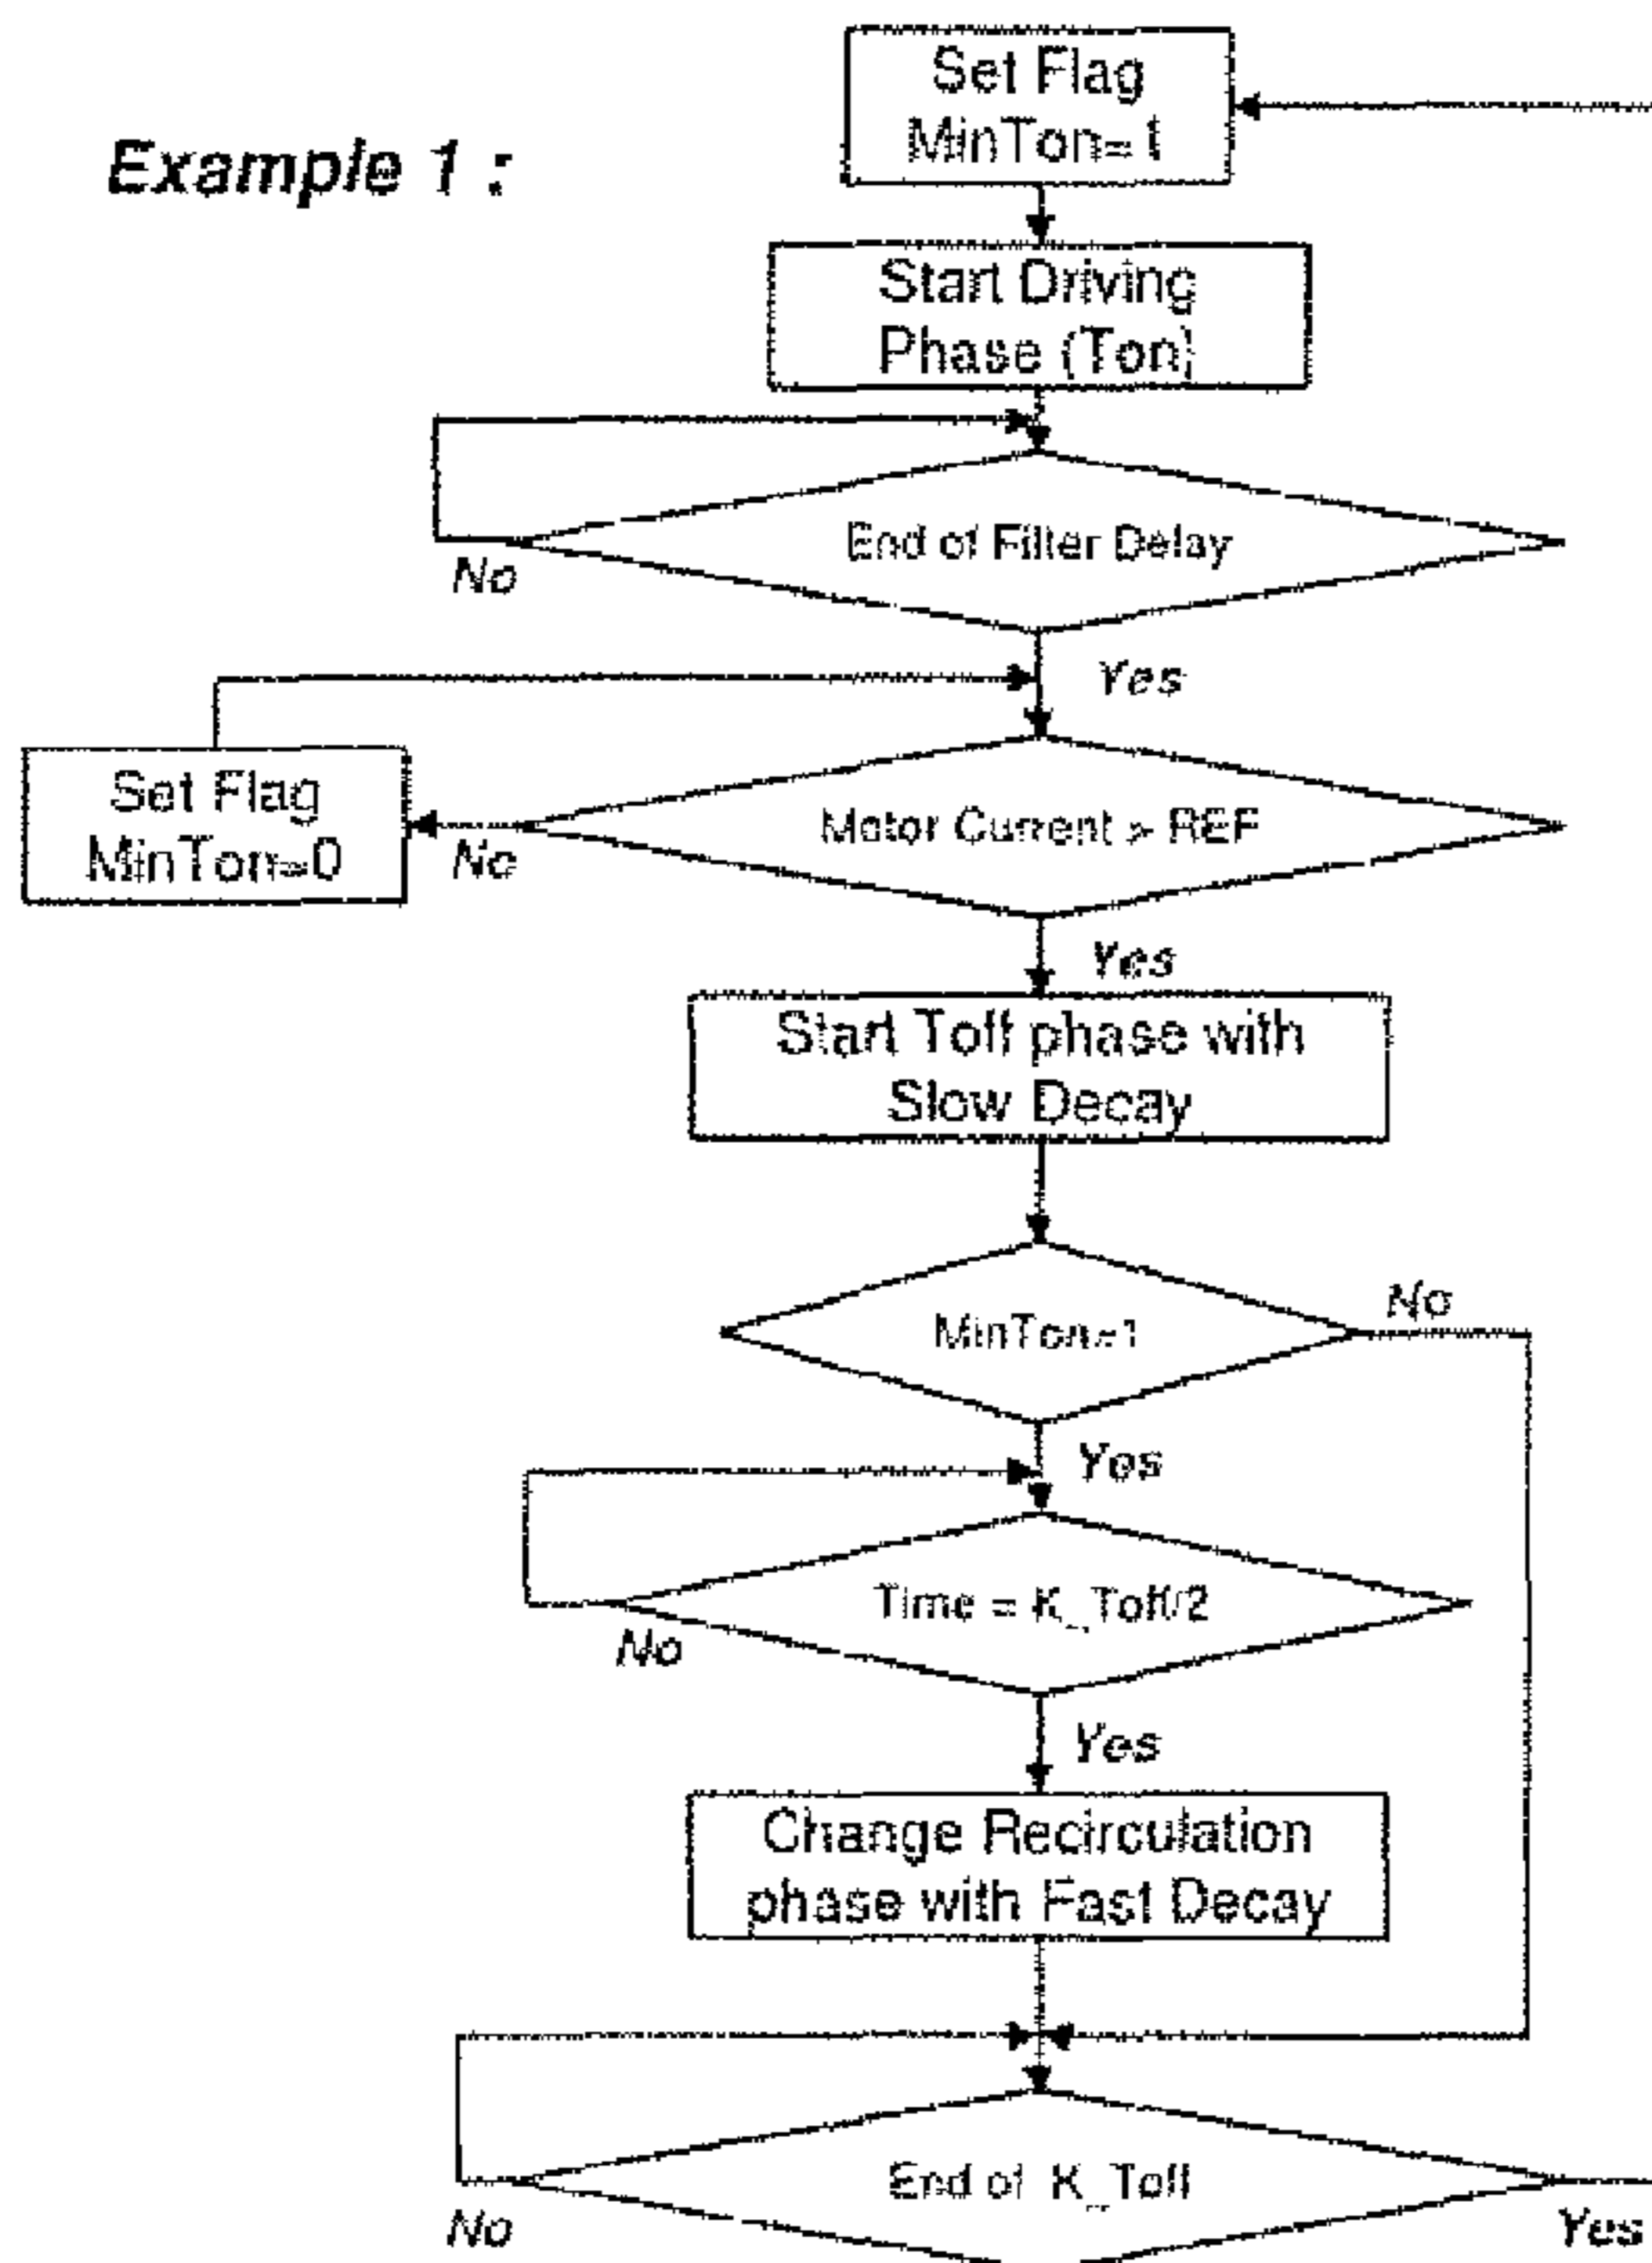 Set Flag
MinTon=1
Example 1 :
Start Driving
Phase (Ton)
End of Filter Delay
No
Yes
Set Flag
MinTon=0
Motor Current > REF
No
Yes
Start Toff phase with
Slow Decay
MinTon=1
No
Yes
Time = K_Toff/2
No
Yes
Change Recirculation
phase with Fast Decay
End of K_Toff
No
Yes